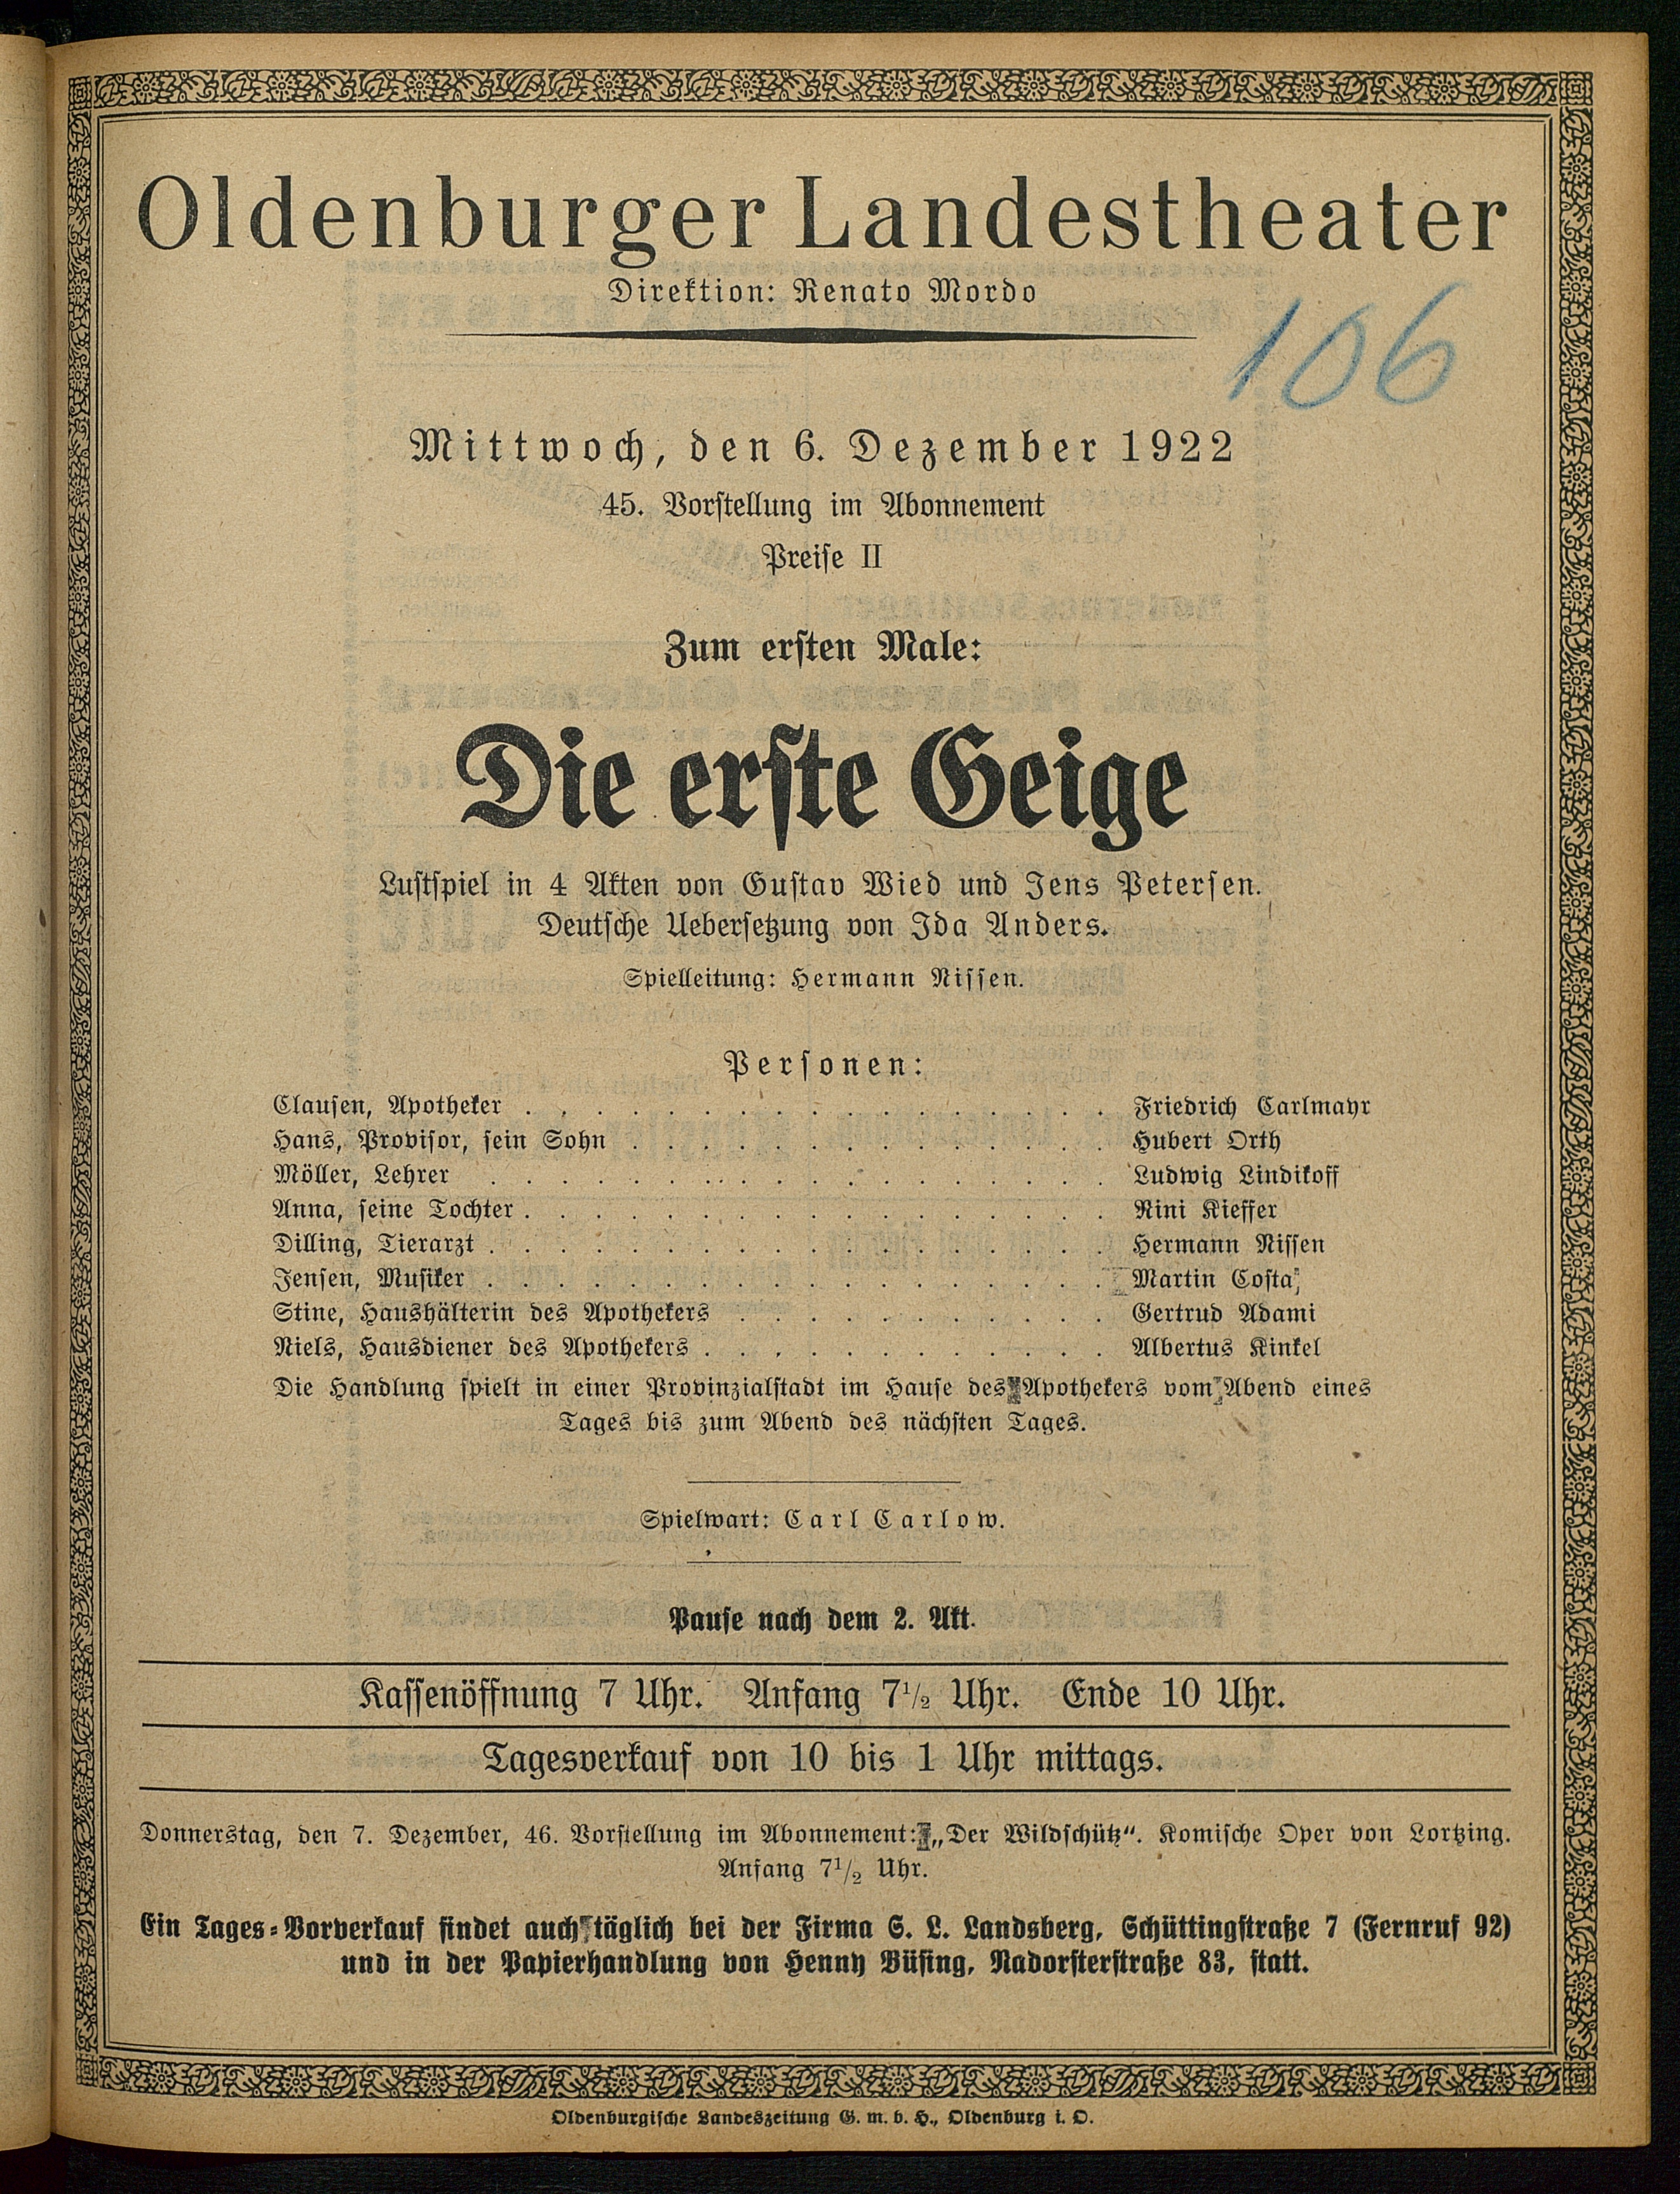 Oldenburger Landestheater
Direktion: Renato Mordo
106
Mittwoch, den 6. Dezember 1922
45. Vorstellung im Abonnement
Preise II
Zum ersten Male:
Die erste Geige
Lustspiel in 4 Akten von Gustav Wied und Jens Petersen.
Deutsche Uebersetzung von Ida Anders.
Spielleitung: Hermann Nissen.
Personen:
Clausen, Apotheker . . . . . . . . . . . . . . . . . Friedrich Carlmayr
Hans, Provisor, sein Sohn . . . . . . . . . . . . . . Hubert Orth
Möller, Lehrer . . . . . . . . . . . . . . . . . . Ludwig Lindikoff
Anna, seine Tochter . . . . . . . . . . . . . . . . . Nini Kieffer
Dilling, Tierarzt . . . . . . . . . . . . . . . . . . Hermann Nissen
Jensen, Musiker . . . . . . . . . . . . . . . . . . Martin Costa
Stine, Haushälterin des Apothekers . . . . . . . . . . . Gertrud Adami
Niels, Hausdiener des Apothekers . . . . . . . . . . . . Albertus Kinkel
Die Handlung spielt in einer Provinzialstadt im Hause des Apothekers vom Abend eines
Tages bis zum Abend des nächsten Tages.
Spielwart: Carl Carlow.
Pause nach dem 2. Akt.
Kassenöffnung 7 Uhr. Anfang 7 1/2 Uhr. Ende 10 Uhr.
Tagesverkauf von 10 bis 1 Uhr mittags.
Donnerstag, den 7. Dezember, 46. Vorstellung im Abonnement: „Der Wildschütz“. Komische Oper von Lortzing.
Anfang 7 1/2 Uhr.
Ein Tages-Vorverkauf findet auch täglich bei der Firma S. L. Landsberg, Schüttingstraße 7 (Fernruf 92)
und in der Papierhandlung von Henny Büsing, Nadorsterstraße 83, statt.
Oldenburgische Landeszeitung G. m. b. H., Oldenburg i. O.